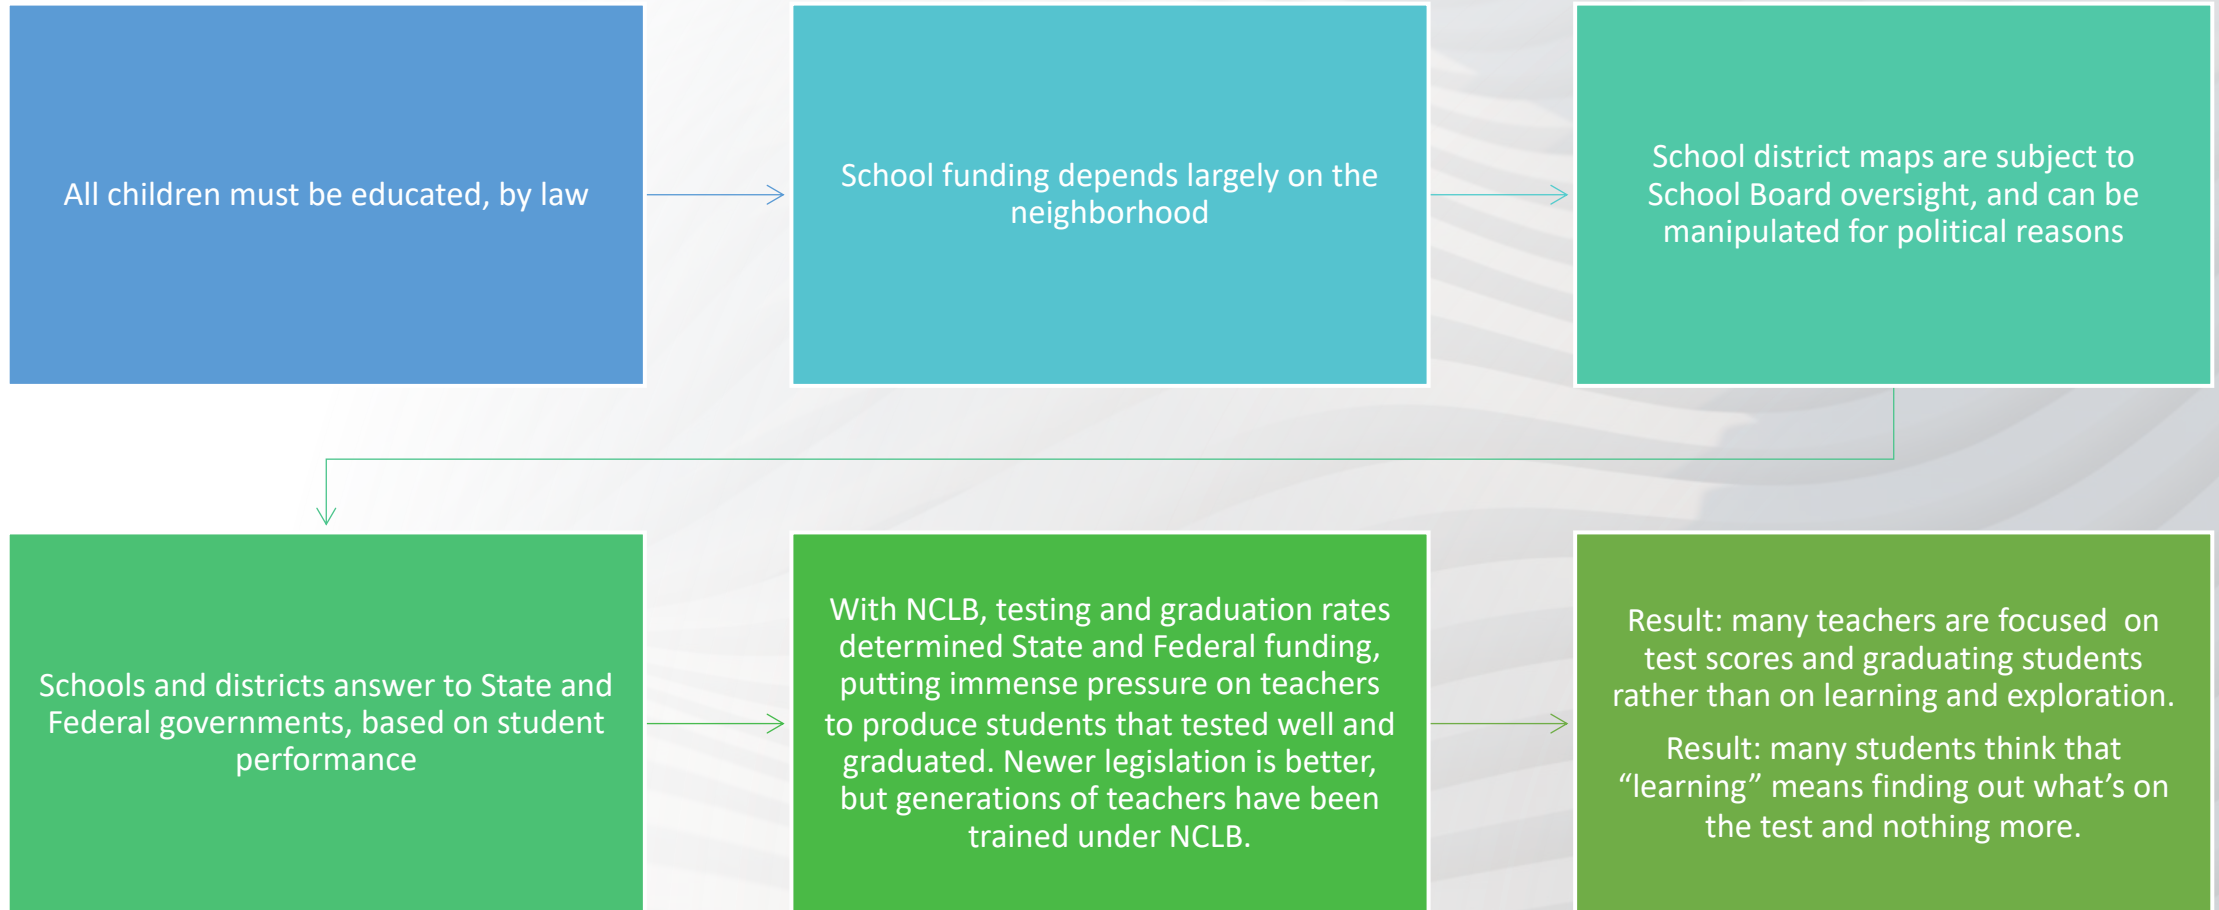 All children must be educated, by law
School funding depends largely on the
neighborhood
School district maps are subject to
School Board oversight, and can be
manipulated for political reasons
Schools and districts answer to State and
Federal governments, based on student
performance
With NCLB, testing and graduation rates
determined State and Federal funding,
putting immense pressure on teachers
to produce students that tested well and
graduated. Newer legislation is better,
but generations of teachers have been
trained under NCLB.
Result: many teachers are focused  on
test scores and graduating students
rather than on learning and exploration.
Result: many students think that
“learning” means finding out what’s on
the test and nothing more.